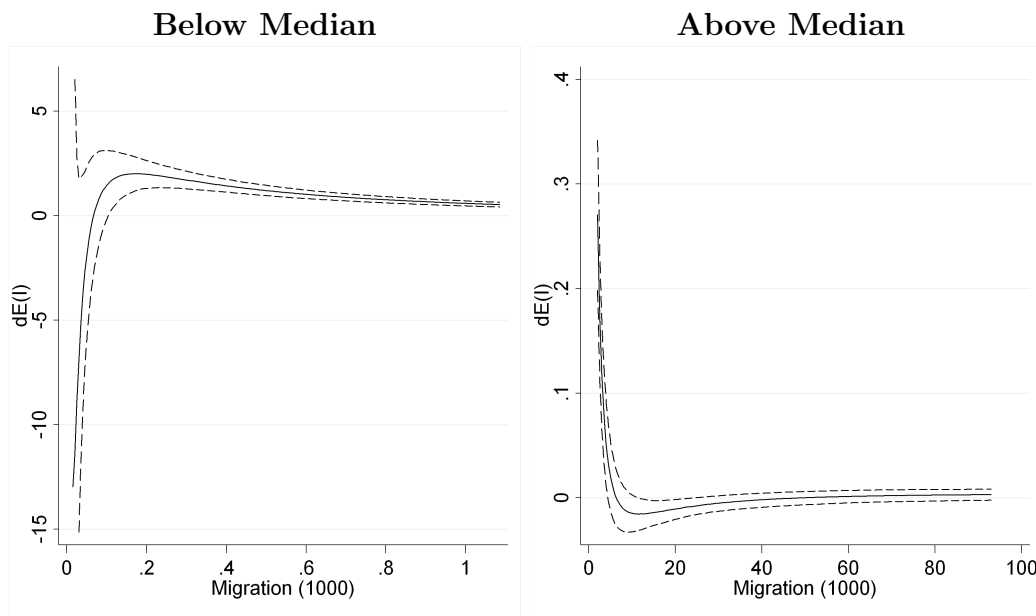 Below Median
5
0
-5
-10
-15
dE(I)
0 .2 .4 .6 .8 1
Migration (1000)
Above Median
.4
.3
.2
.1
0
dE(I)
0 20 40 60 80 100
Migration (1000)